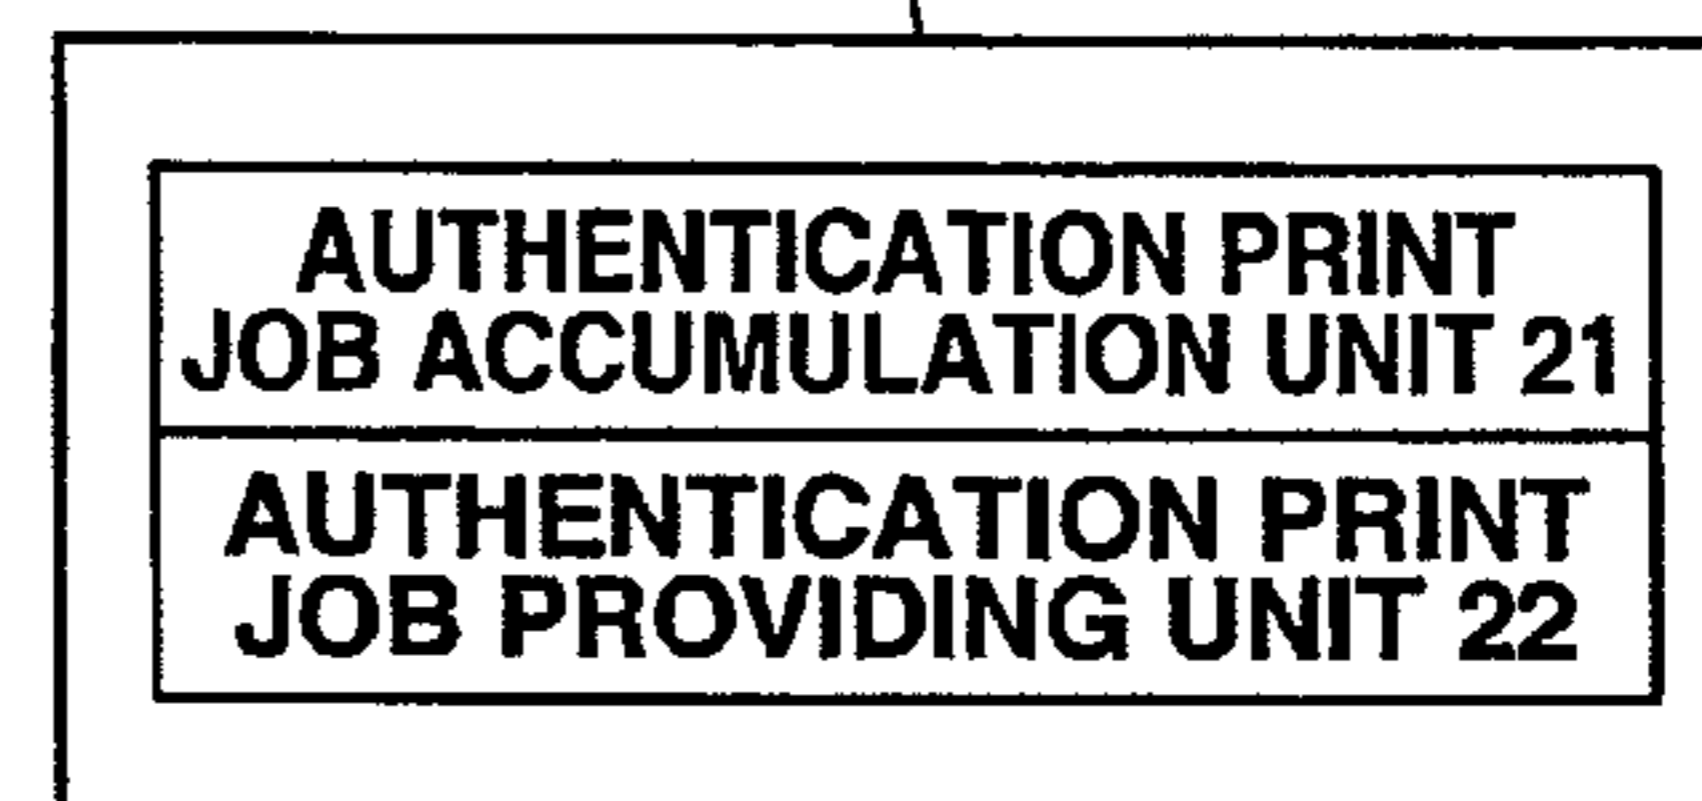 AUTHENTICATION PRINT
JOB ACCUMULATION UNIT 21
AUTHENTICATION PRINT
JOB PROVIDING UNIT 22